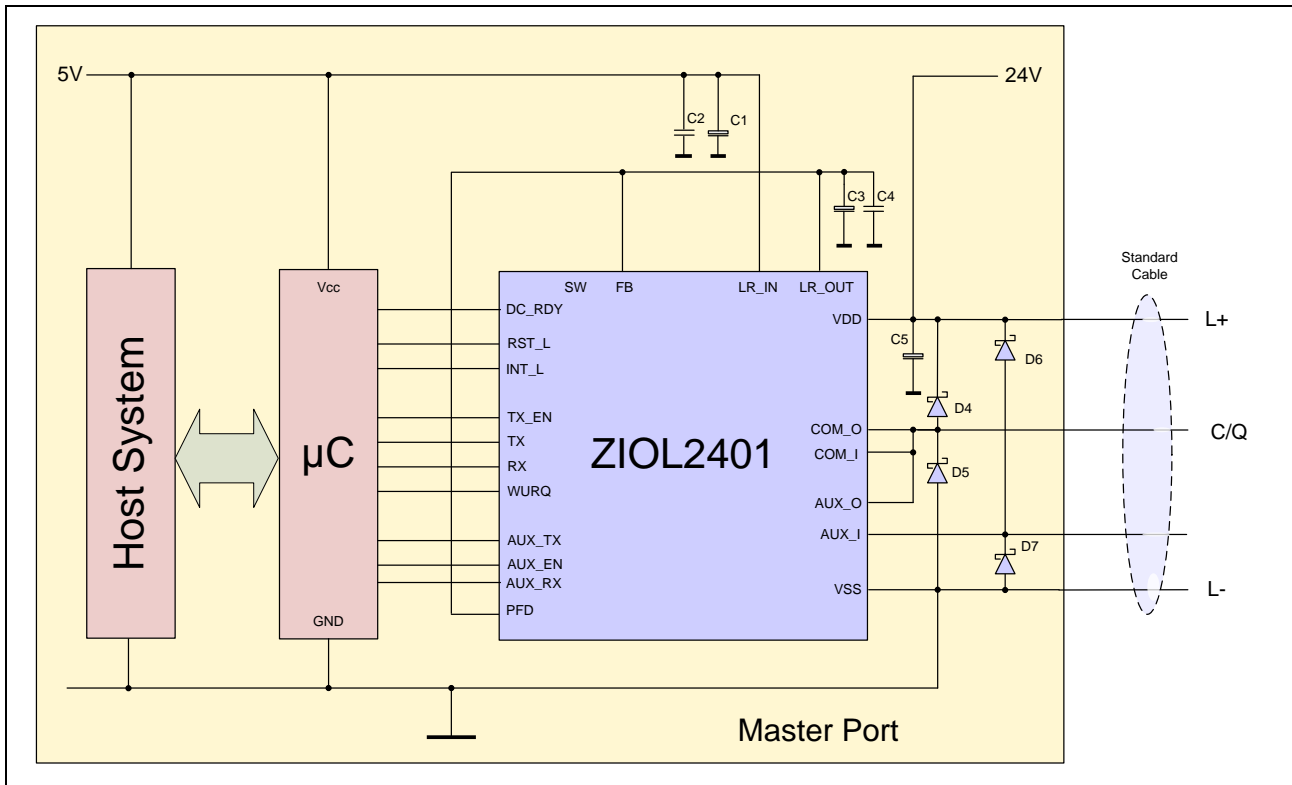 5V
24V
C2
C1
C3
C4
Standard
Cable
Host System
µC
Vcc
GND
SW
FB
LR_IN
LR_OUT
DC_RDY
RST_L
INT_L
TX_EN
TX
RX
WURQ
AUX_TX
AUX_EN
AUX_RX
PFD
ZIOL2401
VDD
COM_O
COM_I
AUX_O
AUX_I
VSS
C5
D4
D5
D6
D7
L+
C/Q
L-
Master Port